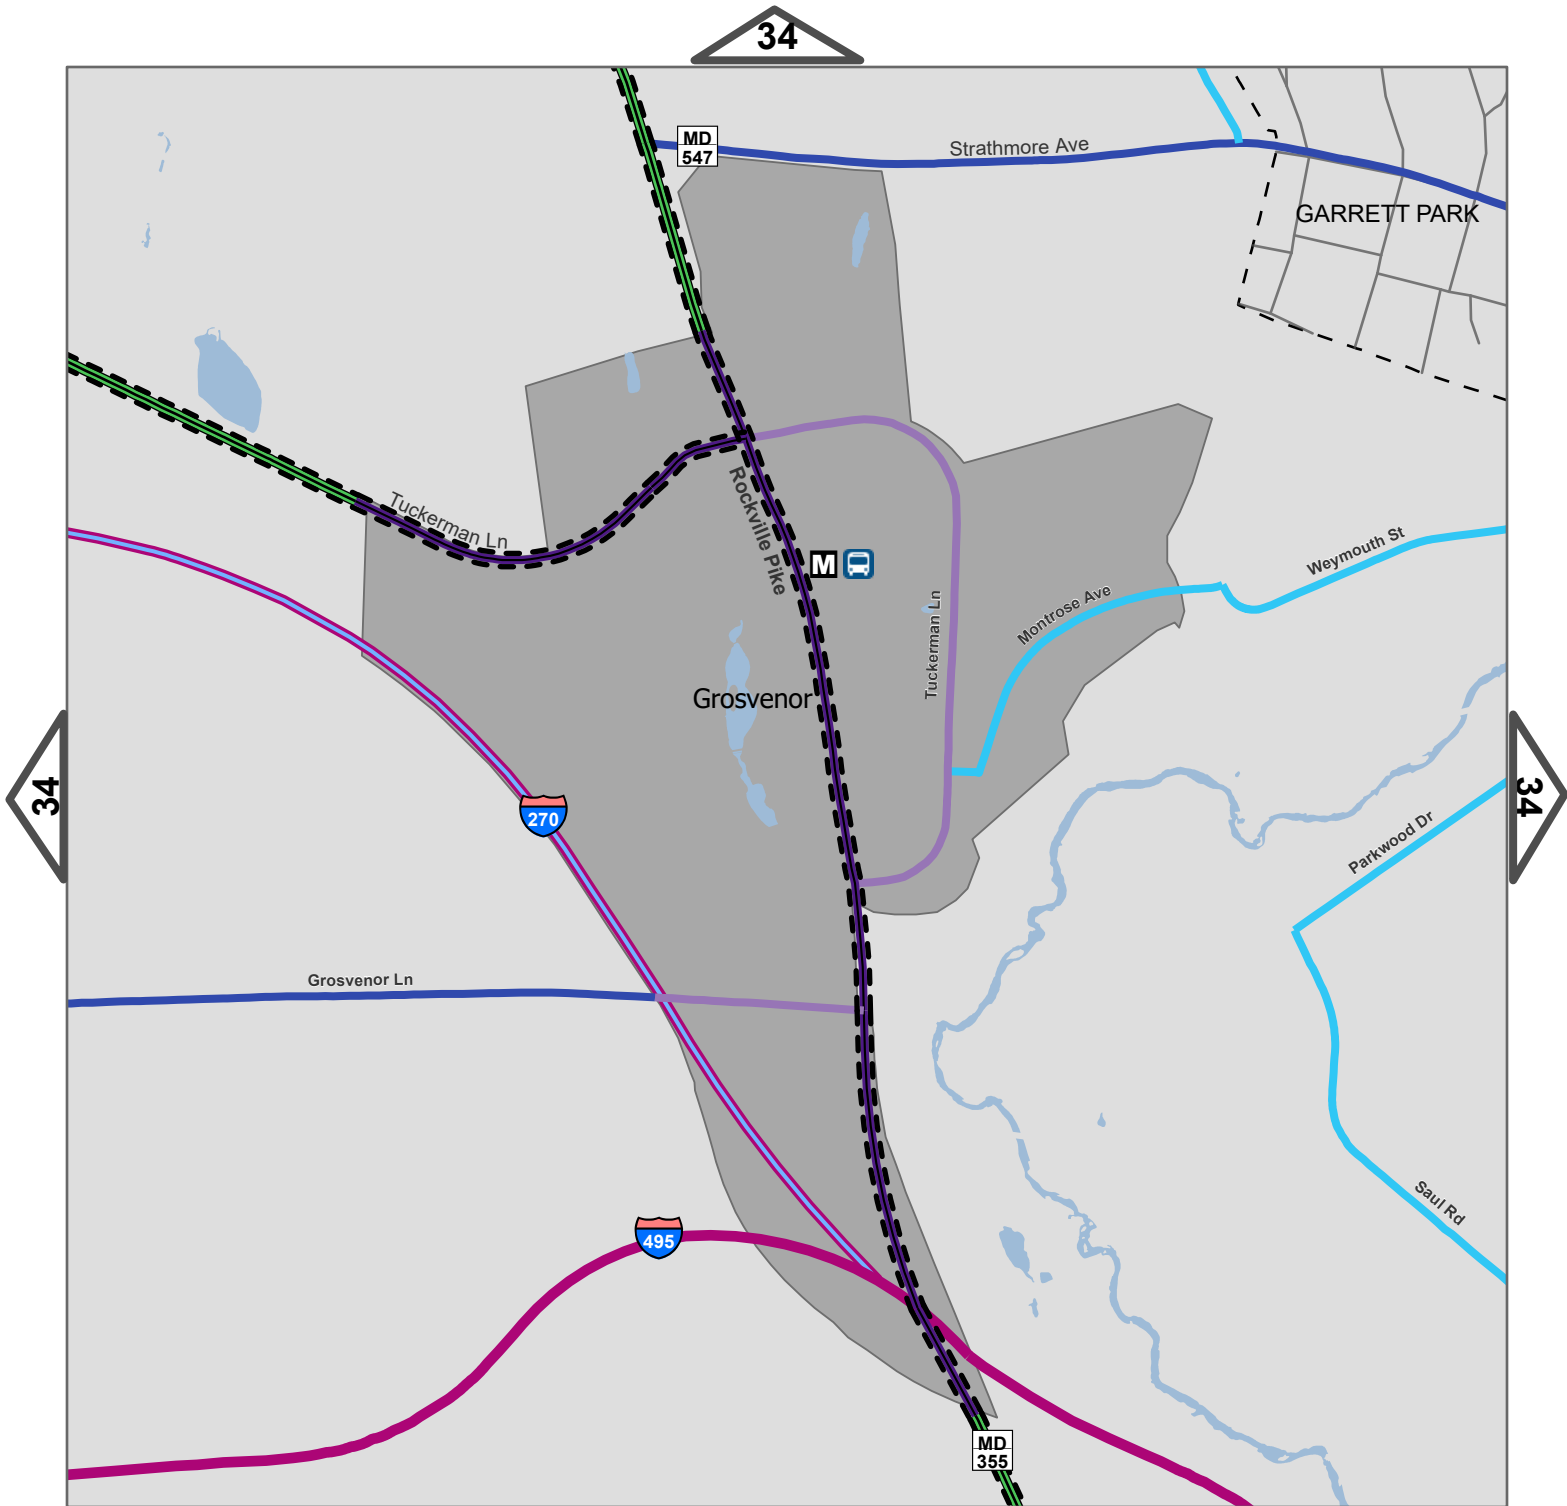 34
MD
547
Strathmore Ave
GARRETT PARK
Tuckerman Ln
Rockville Pike
M
Weymouth St
Montrose Ave
Tuckerman Ln
Grosvenor
34
34
270
Parkwood Dr
Grosvenor Ln
Saul Rd
495
MD
355